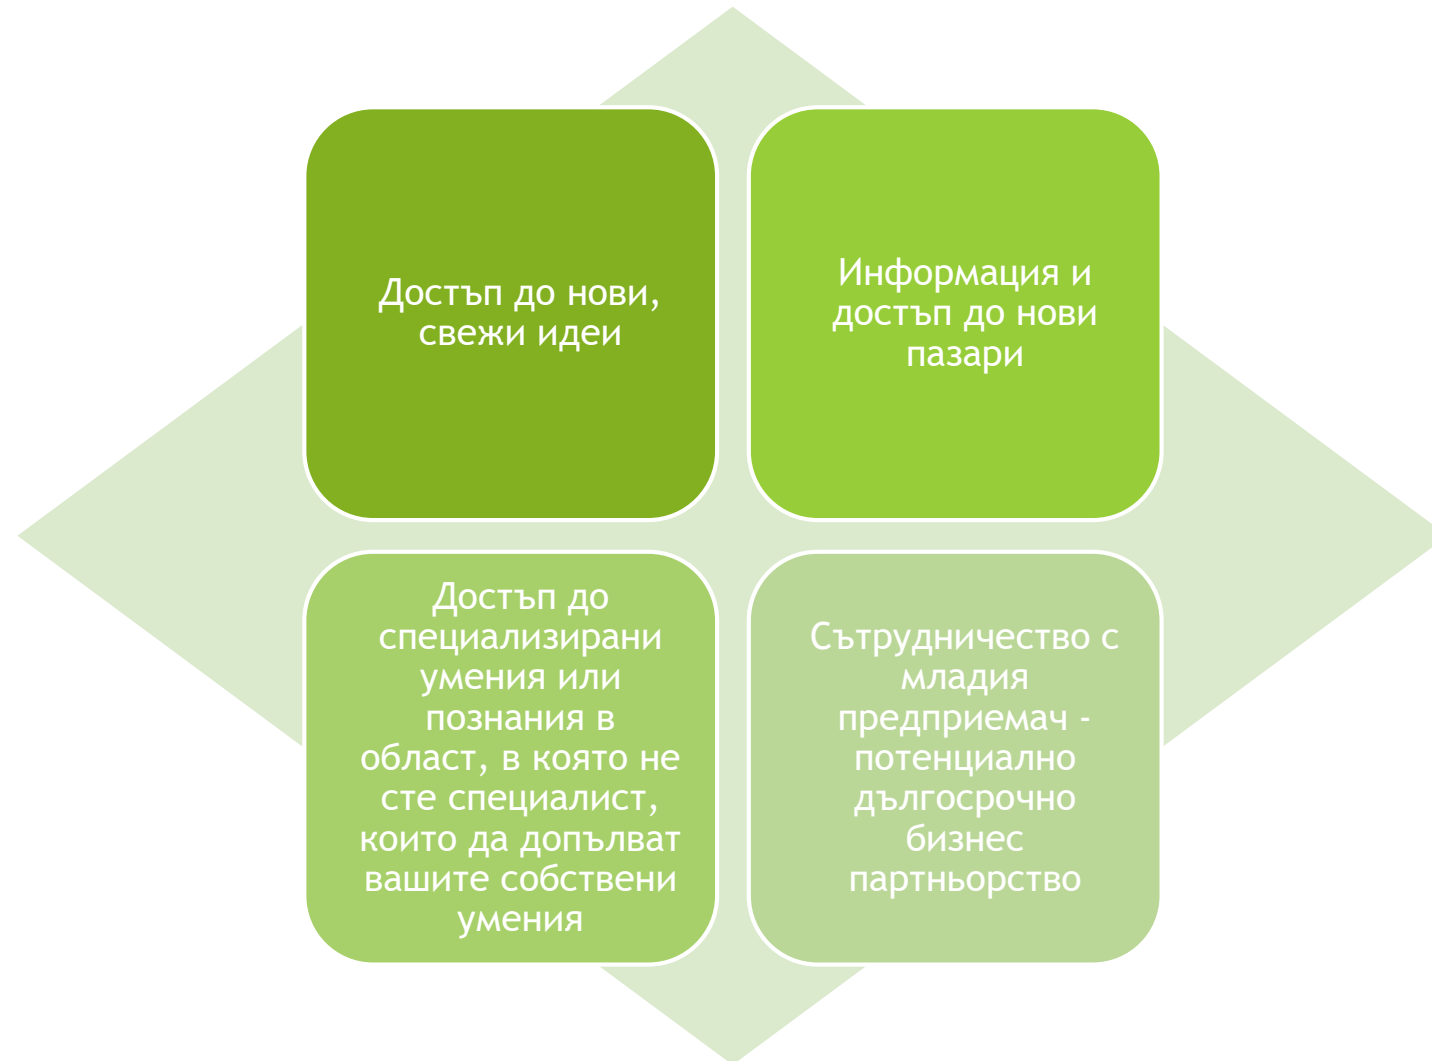 Достъп до нови,
свежи идеи
Информация и
достъп до нови
пазари
Достъп до
специализирани
умения или
познания в
област, в която не
сте специалист,
които да допълват
вашите собствени
умения
Сътрудничество с
младия
предприемач -
потенциално
дългосрочно
бизнес
партньорство